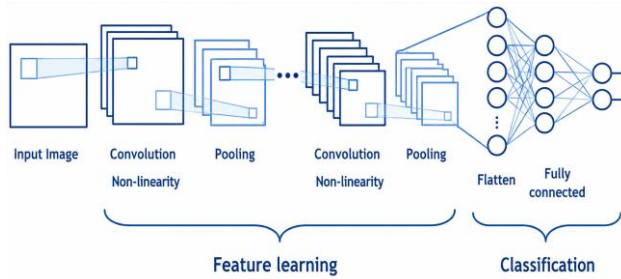 Input Image
Convolution
Non-linearity
Pooling
Convolution
Non-linearity
Pooling
Flatten
Fully
connected
Feature learning
Classification